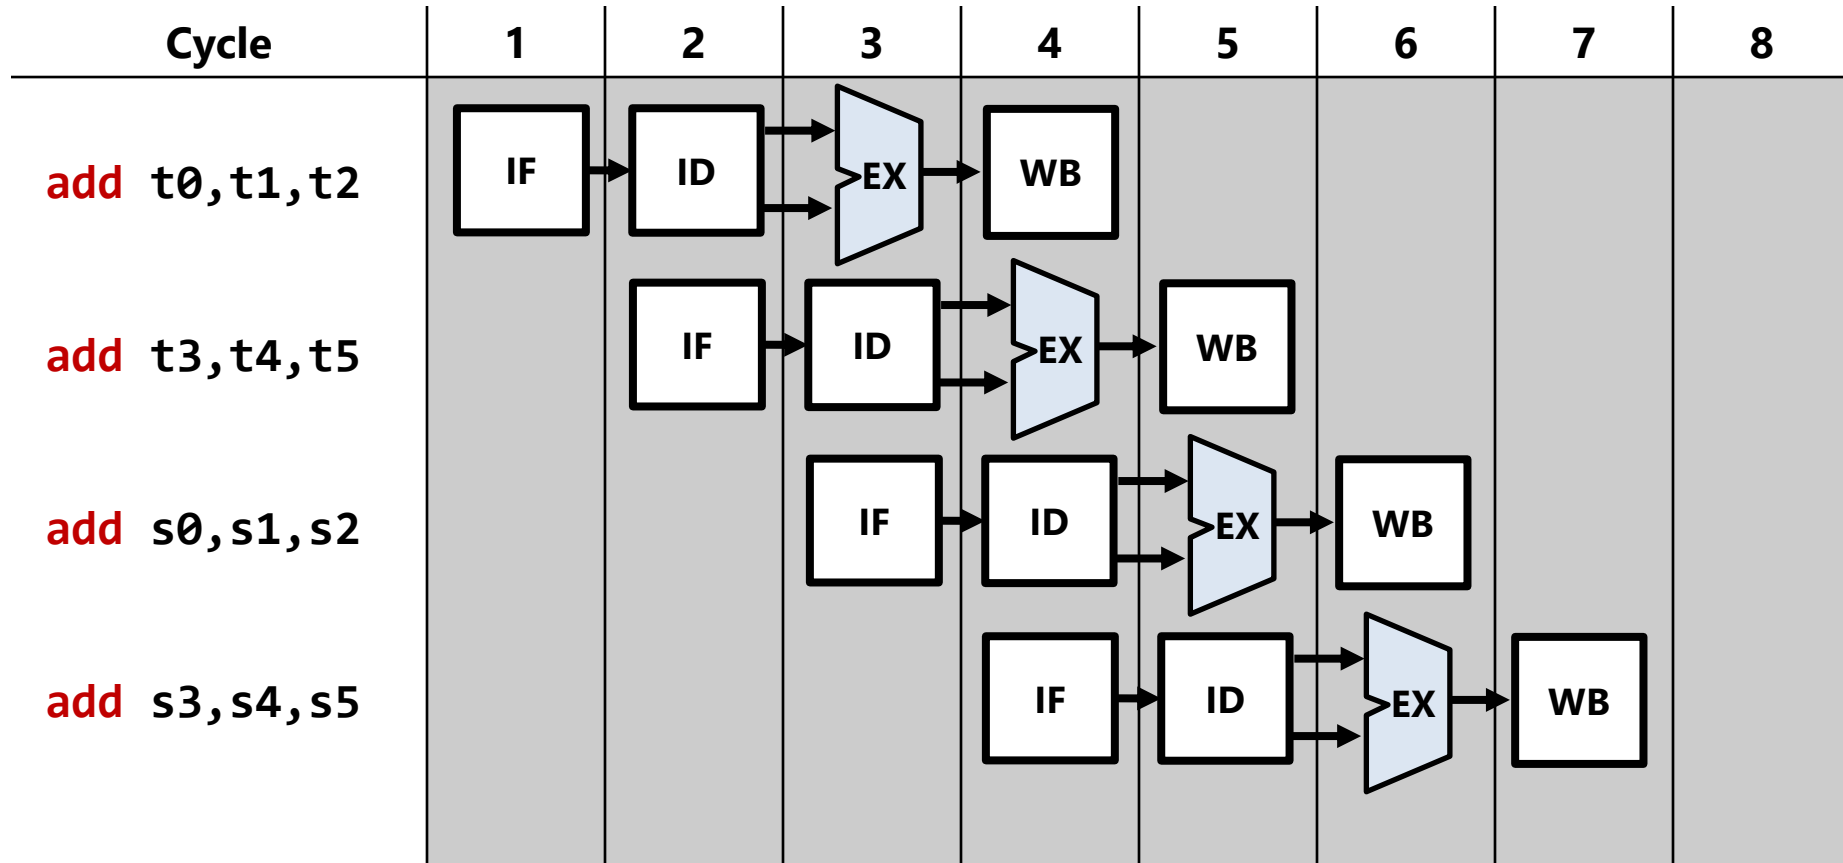 Cycle 1 2 3 4 5 6 7 8
add t0,t1,t2 IF ID EX WB
add t3,t4,t5 IF ID EX WB
add s0,s1,s2 IF ID EX WB
add s3,s4,s5 IF ID EX WB